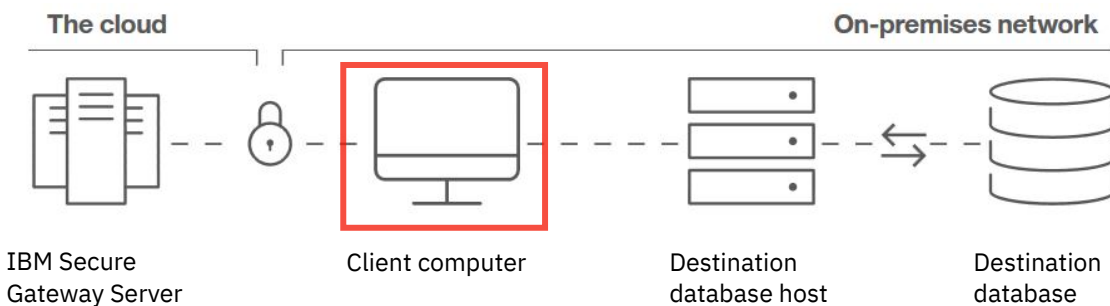 The cloud
On-premises network
IBM Secure
Gateway Server
Client computer
Destination
database host
Destination
database